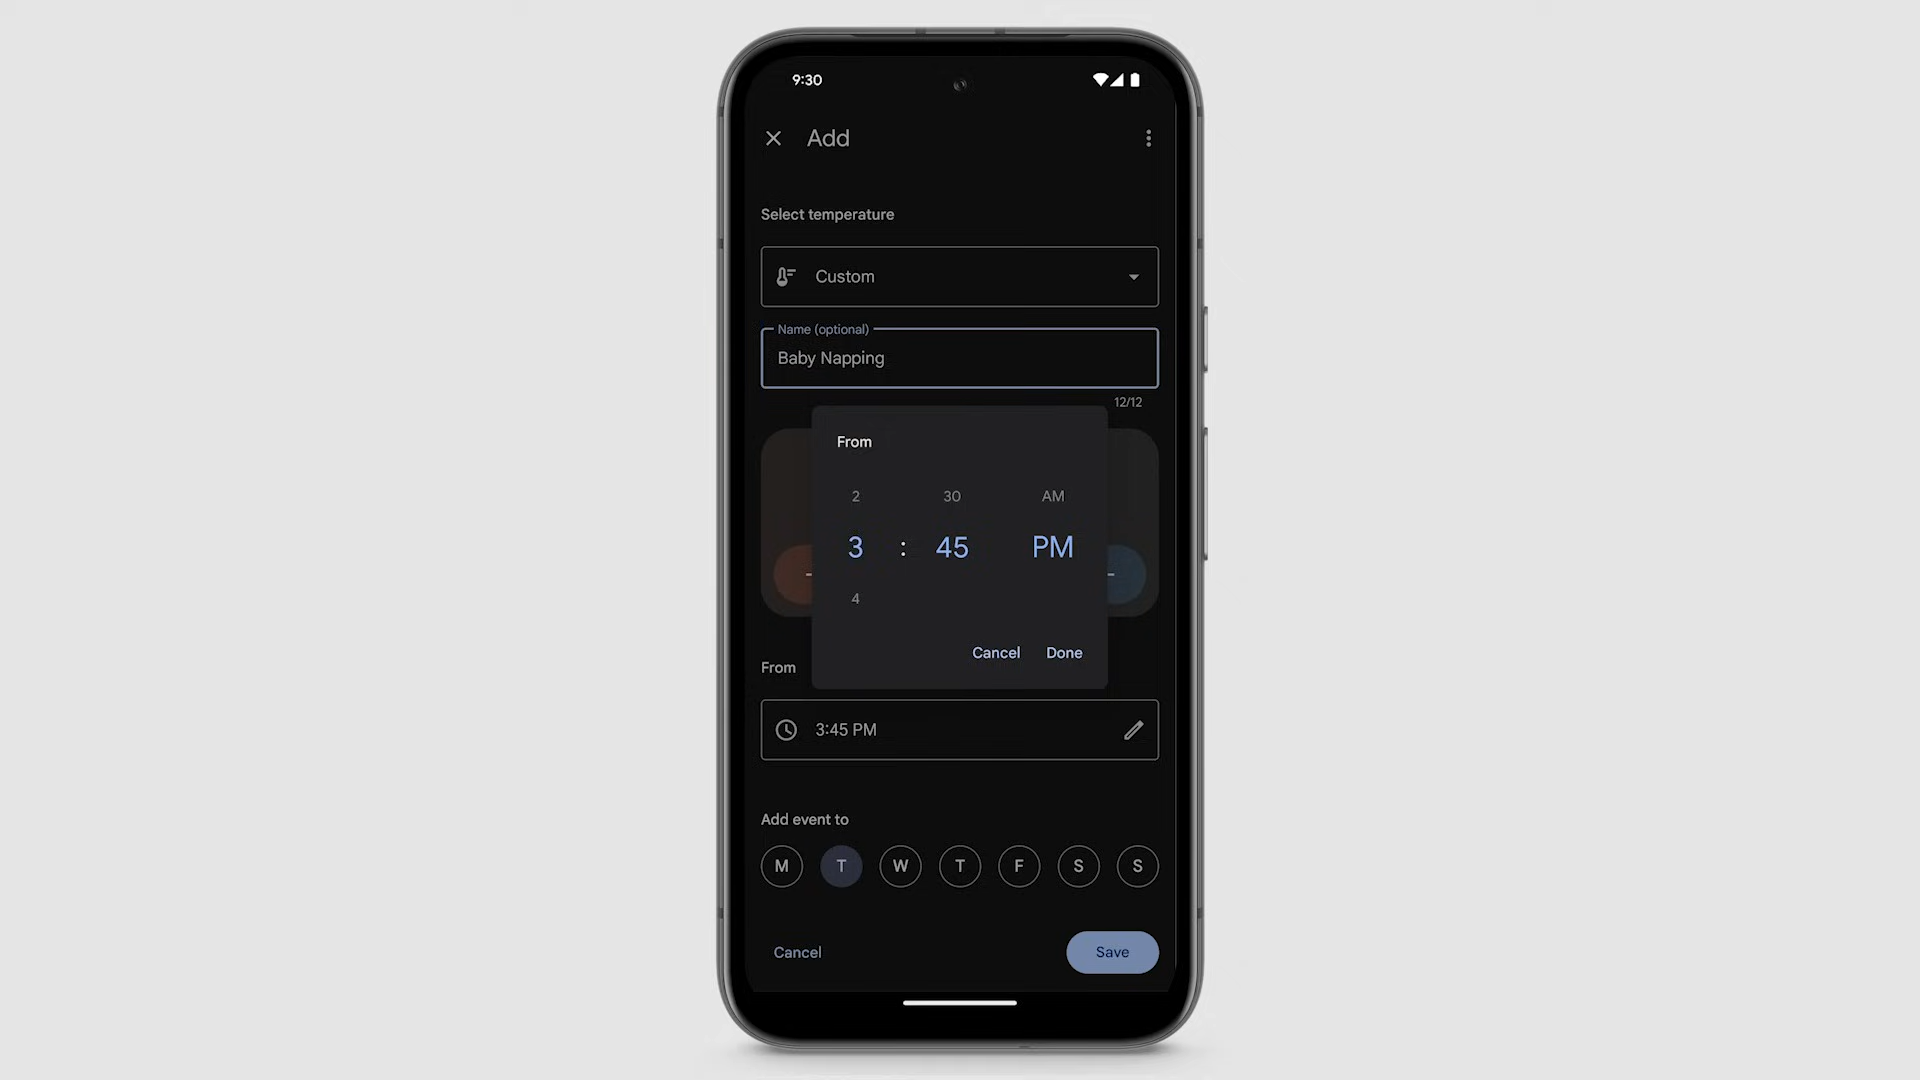 9:30
Add
Select temperature
Custom
Name (optional)
Baby Napping
12/12
From
2 30 AM
3 : 45 PM
4
Cancel Done
From
3:45 PM
Add event to
M T W T F S S
Cancel Save